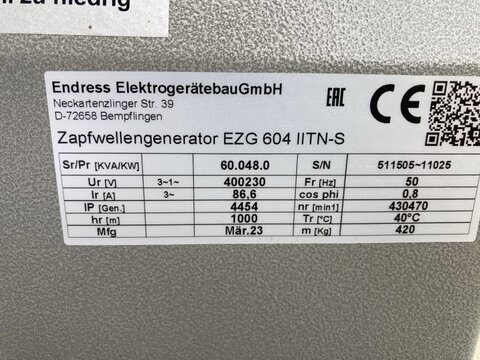 zu niedrig
Endress ElektrogerätebauGmbH
Neckartenzlinger Str. 39
D-72658 Bempflingen
EAC CE
Zapfwellengenerator EZG 604 IITN-S
Sr/Pr [KVA/KW] 60.048.0 S/N 511505~11025
Ur [V] 3~1~ 400230 Fr [Hz] 50
Ir [A] 3~ 86,6 cos phi 0,8
IP [Gen.] 4454 nr [min1] 430470
hr [m] 1000 Tr [°C] 40°C
Mfg Mär.23 m [Kg] 420